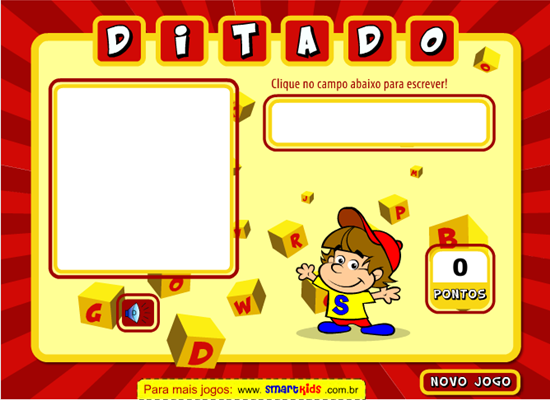 DiTADO
Clique no campo abaixo para escrever!
O
M
J
P
B
R
0
PONTOS
O
W
G
S
D
NOVO JOGO
Para mais jogos: www. smartkids .com.br